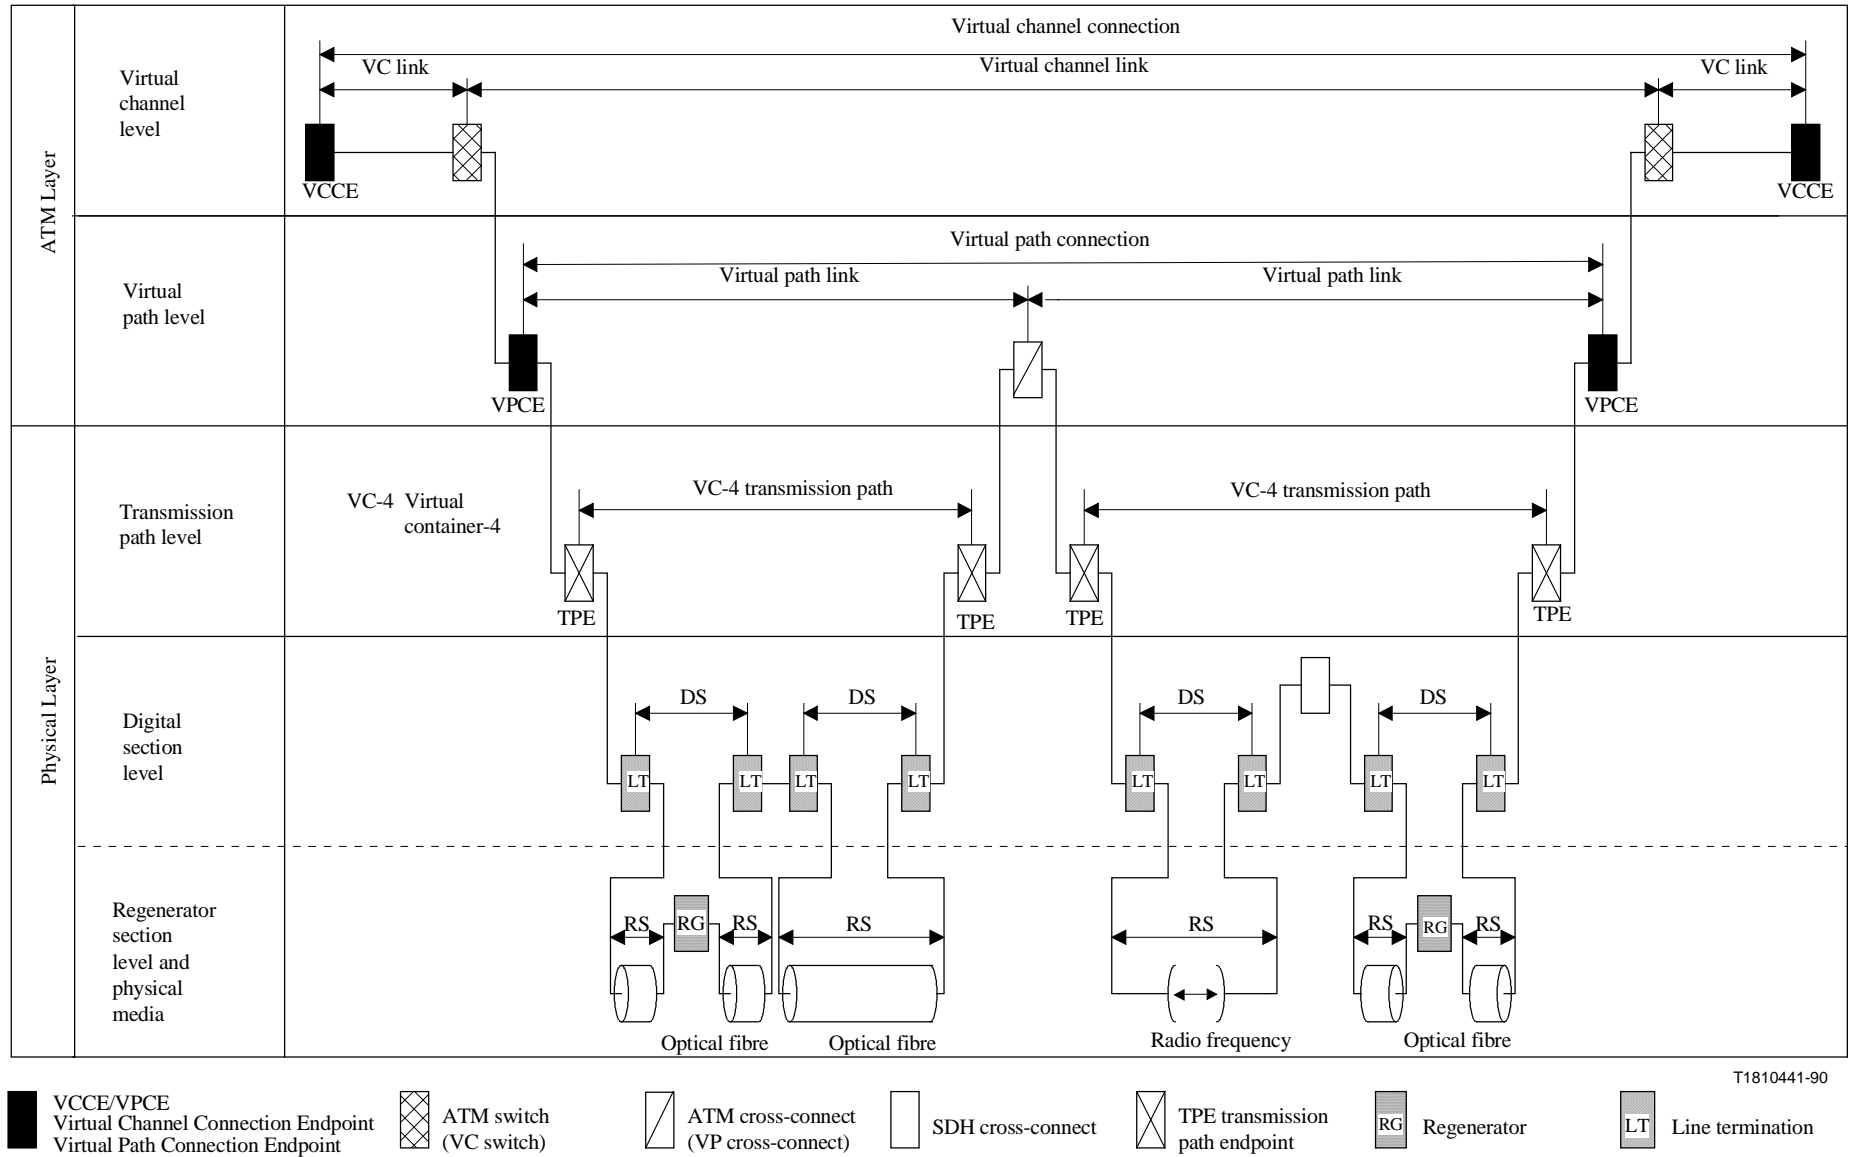 Virtual channel connection
VC link
Virtual channel link
VC link
Virtual
channel
level
VCCE
VCCE
ATM Layer
Virtual path connection
Virtual path link
Virtual path link
Virtual
path level
VPCE
VPCE
VC-4 transmission path
VC-4 transmission path
VC-4 Virtual
container-4
Transmission
path level
TPE
TPE
TPE
TPE
Physical Layer
DS
DS
DS
DS
Digital
section
level
LT
LT
LT
LT
LT
LT
LT
LT
Regenerator
section
level and
physical
media
RS
RG
RS
RS
RS
RS
RG
RS
Optical fibre
Optical fibre
Radio frequency
Optical fibre
T1810441-90
VCCE/VPCE
Virtual Channel Connection Endpoint
Virtual Path Connection Endpoint
ATM switch
(VC switch)
ATM cross-connect
(VP cross-connect)
SDH cross-connect
TPE transmission
path endpoint
RG
Regenerator
LT
Line termination